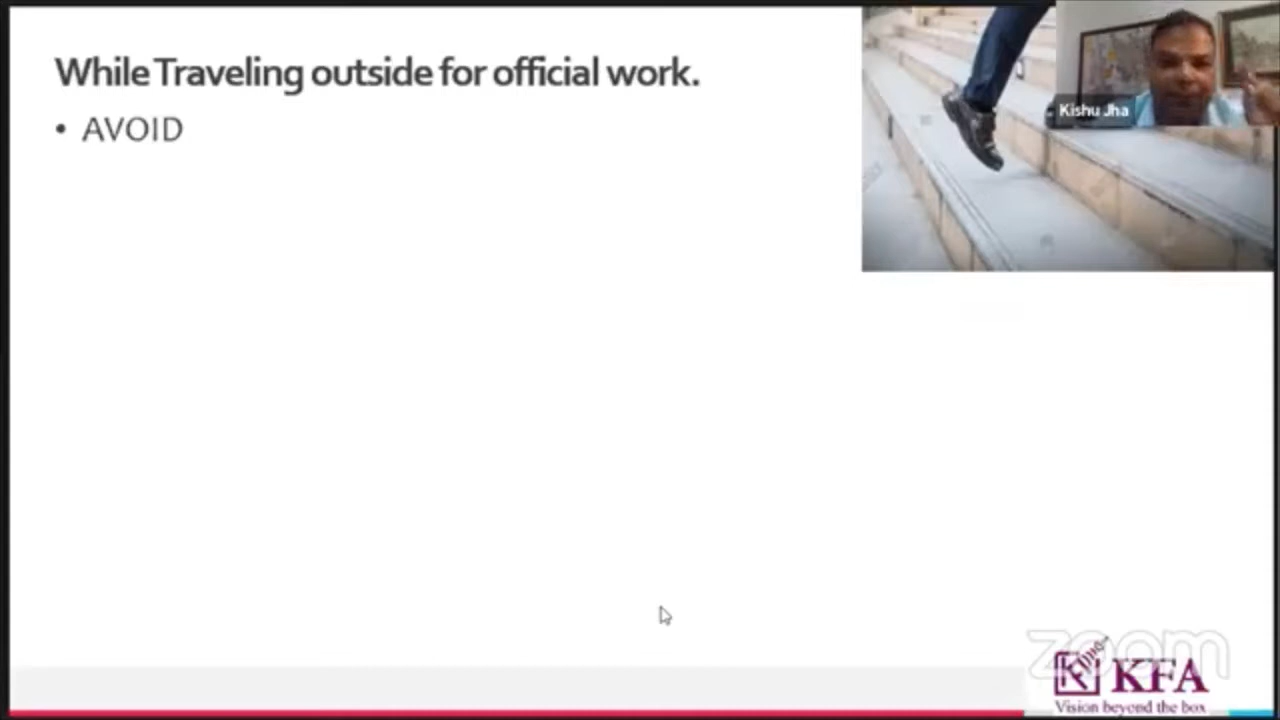 While Traveling outside for official work.
• AVOID
Kishu Jha
zoom
KFA
Vision beyond the box